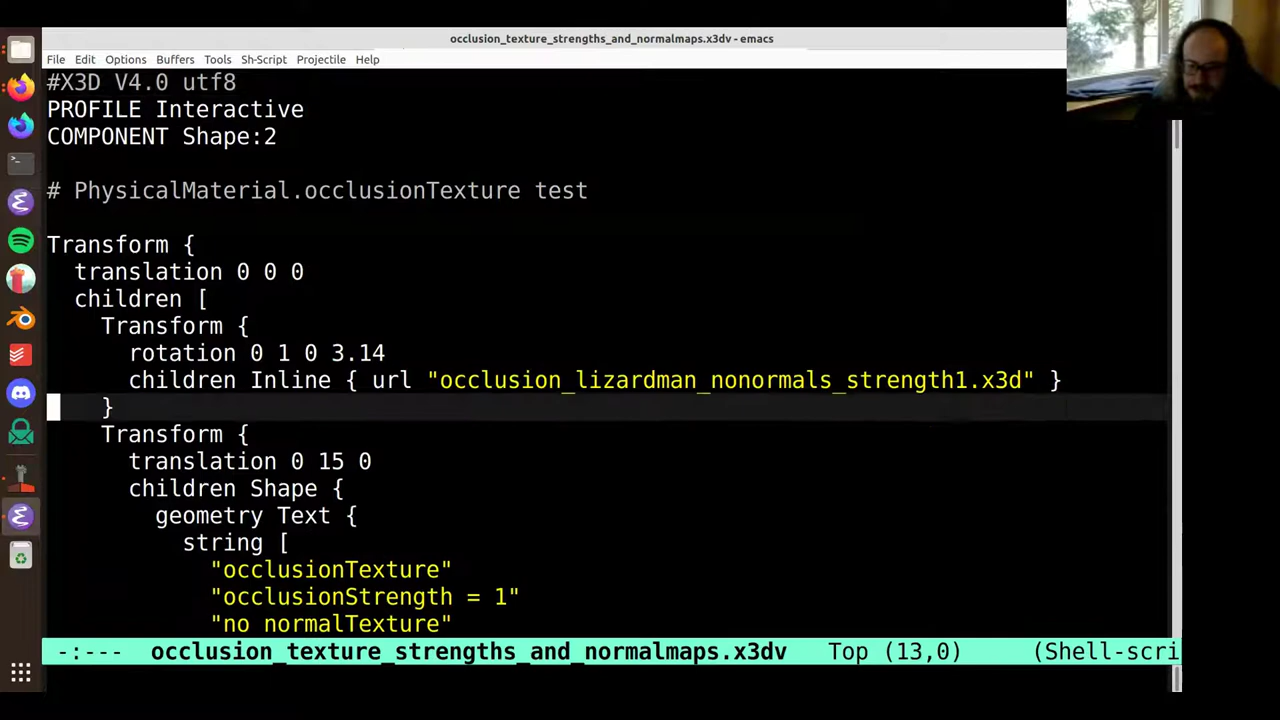 occlusion_texture_strengths_and_normalmaps.x3dv - emacs
File Edit Options Buffers Tools Sh-Script Projectile Help
#X3D V4.0 utf8
PROFILE Interactive
COMPONENT Shape:2
# PhysicalMaterial.occlusionTexture test
Transform {
translation 0 0 0
children [
Transform {
rotation 0 1 0 3.14
children Inline { url "occlusion_lizardman_nonormals_strength1.x3d" }
}
Transform {
translation 0 15 0
children Shape {
geometry Text {
string [
"occlusionTexture"
"occlusionStrength = 1"
"no normalTexture"
-:--- occlusion_texture_strengths_and_normalmaps.x3dv Top (13,0) (Shell-scri